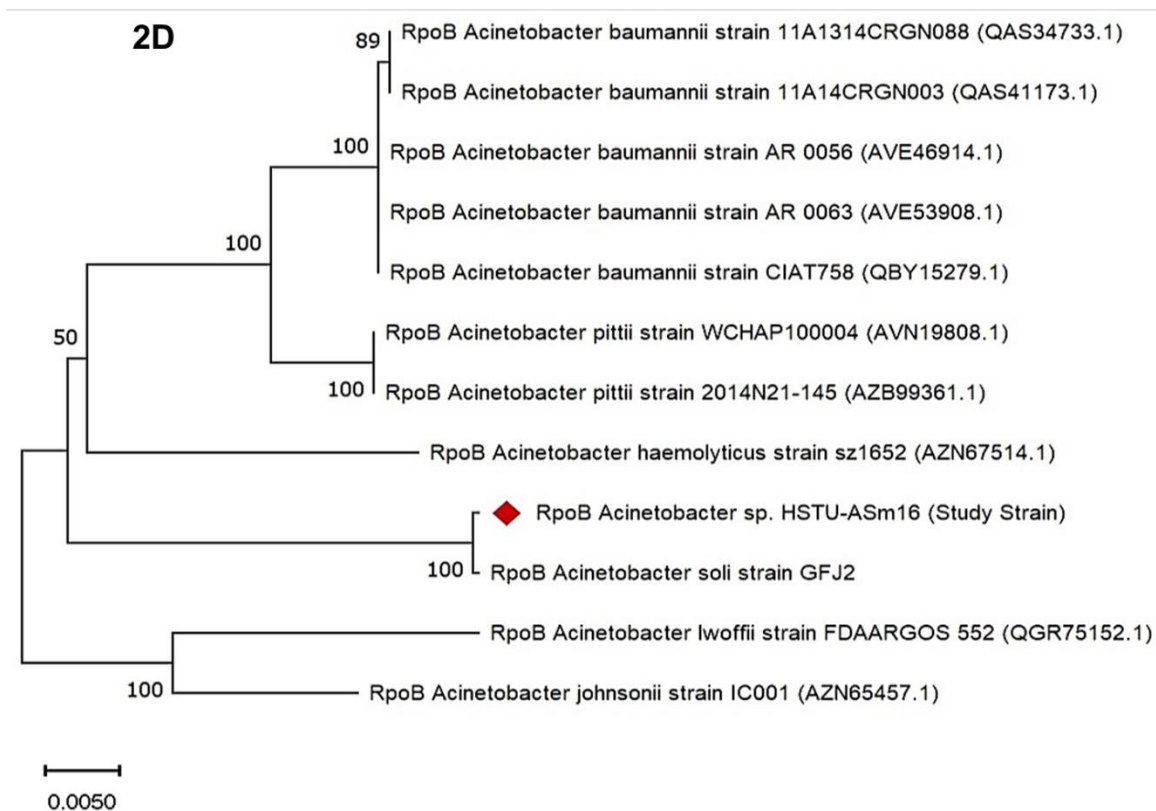 2D
89
RpoB Acinetobacter baumannii strain 11A1314CRGN088 (QAS34733.1)
RpoB Acinetobacter baumannii strain 11A14CRGN003 (QAS41173.1)
100
RpoB Acinetobacter baumannii strain AR 0056 (AVE46914.1)
RpoB Acinetobacter baumannii strain AR 0063 (AVE53908.1)
100
RpoB Acinetobacter baumannii strain CIAT758 (QBY15279.1)
50
RpoB Acinetobacter pittii strain WCHAP100004 (AVN19808.1)
100
RpoB Acinetobacter pittii strain 2014N21-145 (AZB99361.1)
RpoB Acinetobacter haemolyticus strain sz1652 (AZN67514.1)
RpoB Acinetobacter sp. HSTU-ASm16 (Study Strain)
100
RpoB Acinetobacter soli strain GFJ2
RpoB Acinetobacter lwoffii strain FDAARGOS 552 (QGR75152.1)
100
RpoB Acinetobacter johnsonii strain IC001 (AZN65457.1)
0.0050